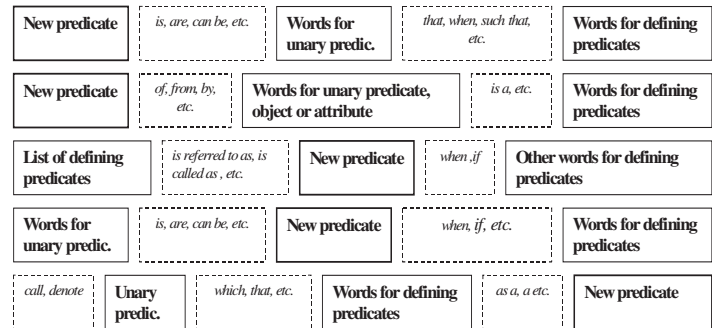 New predicate is, are, can be, etc. Words for unary predic. that, when, such that, etc. Words for defining predicates
New predicate of, from, by, etc. Words for unary predicate, object or attribute is a, etc. Words for defining predicates
List of defining predicates is referred to as, is called as , etc. New predicate when ,if Other words for defining predicates
Words for unary predic. is, are, can be, etc. New predicate when, if, etc. Words for defining predicates
call, denote Unary predic. which, that, etc. Words for defining predicates as a, a etc. New predicate